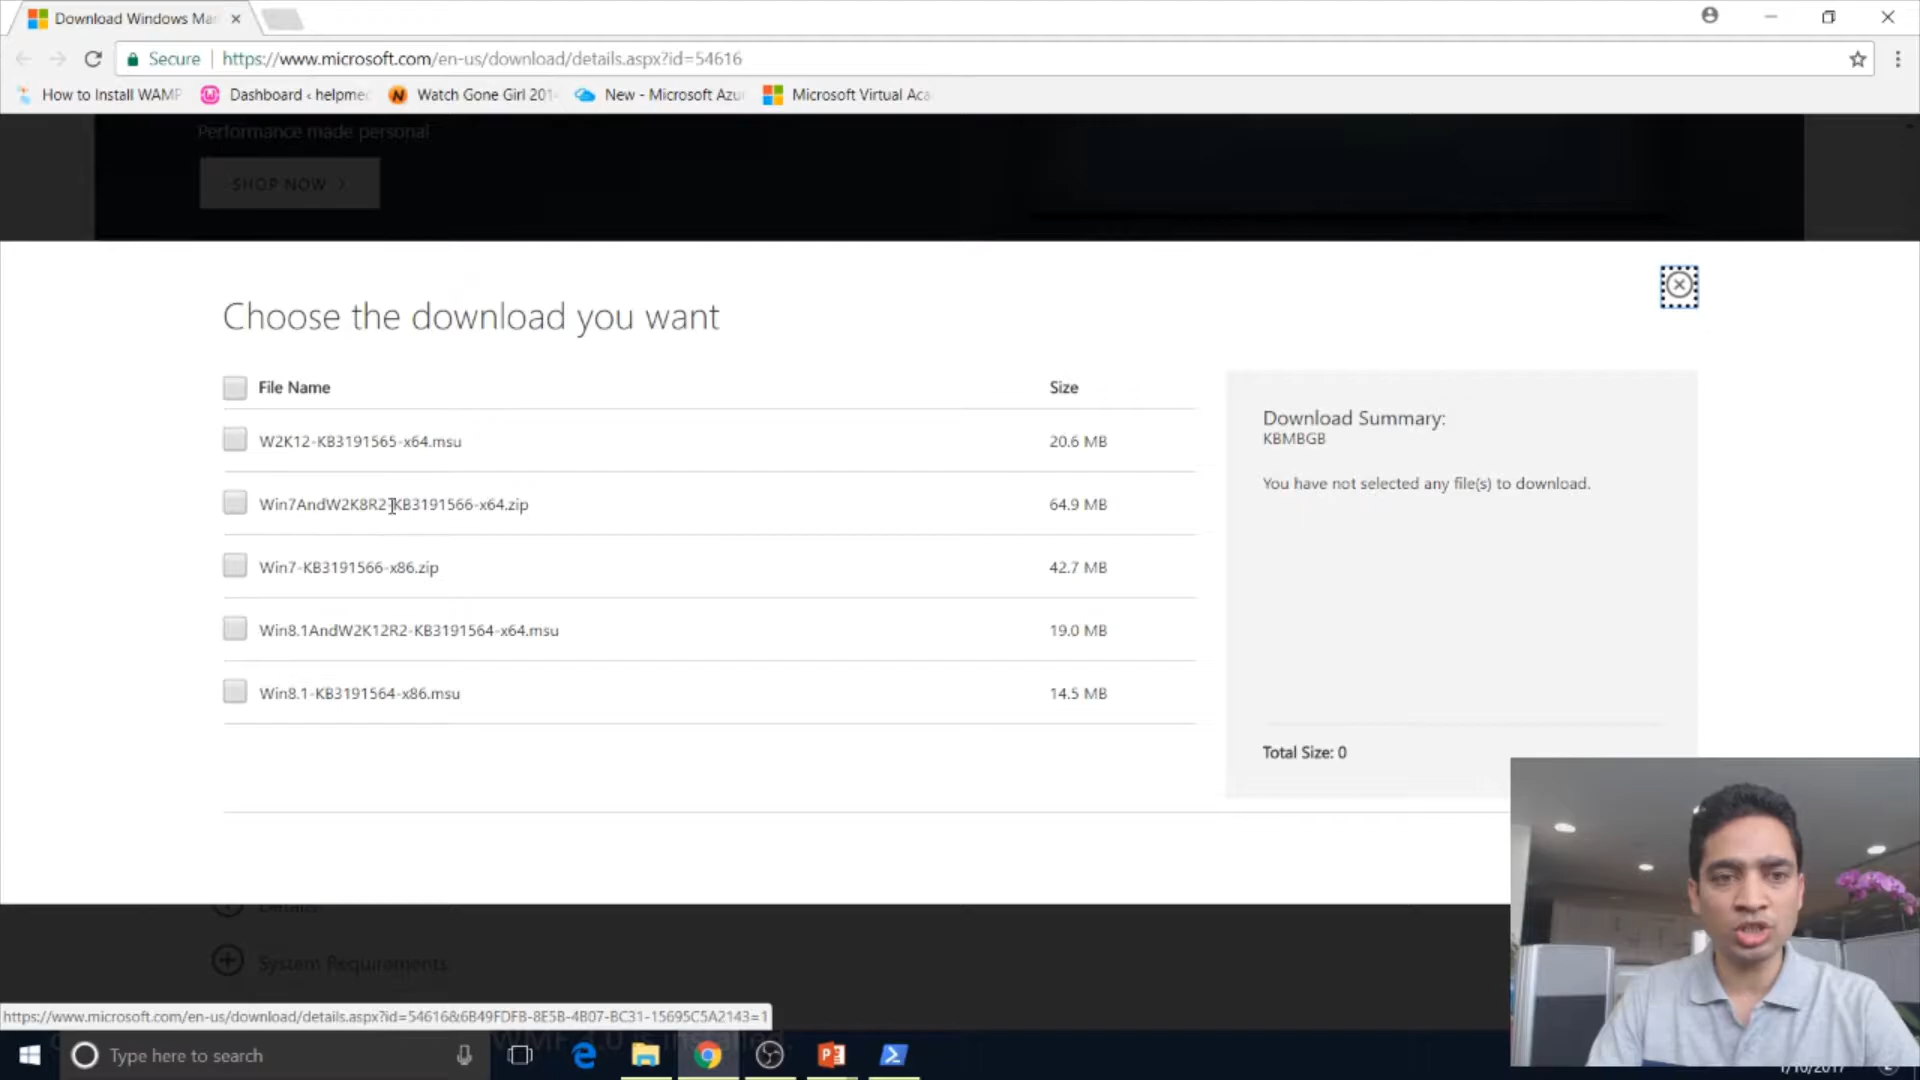 Download Windows Ma
Secure https://www.microsoft.com/en-us/download/details.aspx?id=54616
How to Install WAMP Dashboard ‹ helpmec Watch Gone Girl 201 New - Microsoft Azu Microsoft Virtual Aca
Performance made personal
SHOP NOW
Choose the download you want
File Name Size
W2K12-KB3191565-x64.msu 20.6 MB
Win7AndW2K8R2-KB3191566-x64.zip 64.9 MB
Win7-KB3191566-x86.zip 42.7 MB
Win8.1AndW2K12R2-KB3191564-x64.msu 19.0 MB
Win8.1-KB3191564-x86.msu 14.5 MB
Download Summary:
KBMBGB
You have not selected any file(s) to download.
Total Size: 0
Details
System Requirements
https://www.microsoft.com/en-us/download/details.aspx?id=54616&6B49FDFB-8E5B-4B07-BC31-15695C5A2143=1
Type here to search